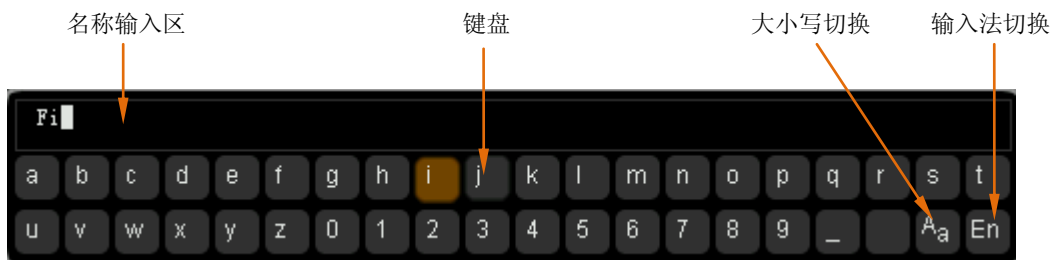 名称输入区 键盘 大小写切换 输入法切换
Fi
a b c d e f g h i j k l m n o p q r s t
u v w x y z 0 1 2 3 4 5 6 7 8 9 _ Aa En